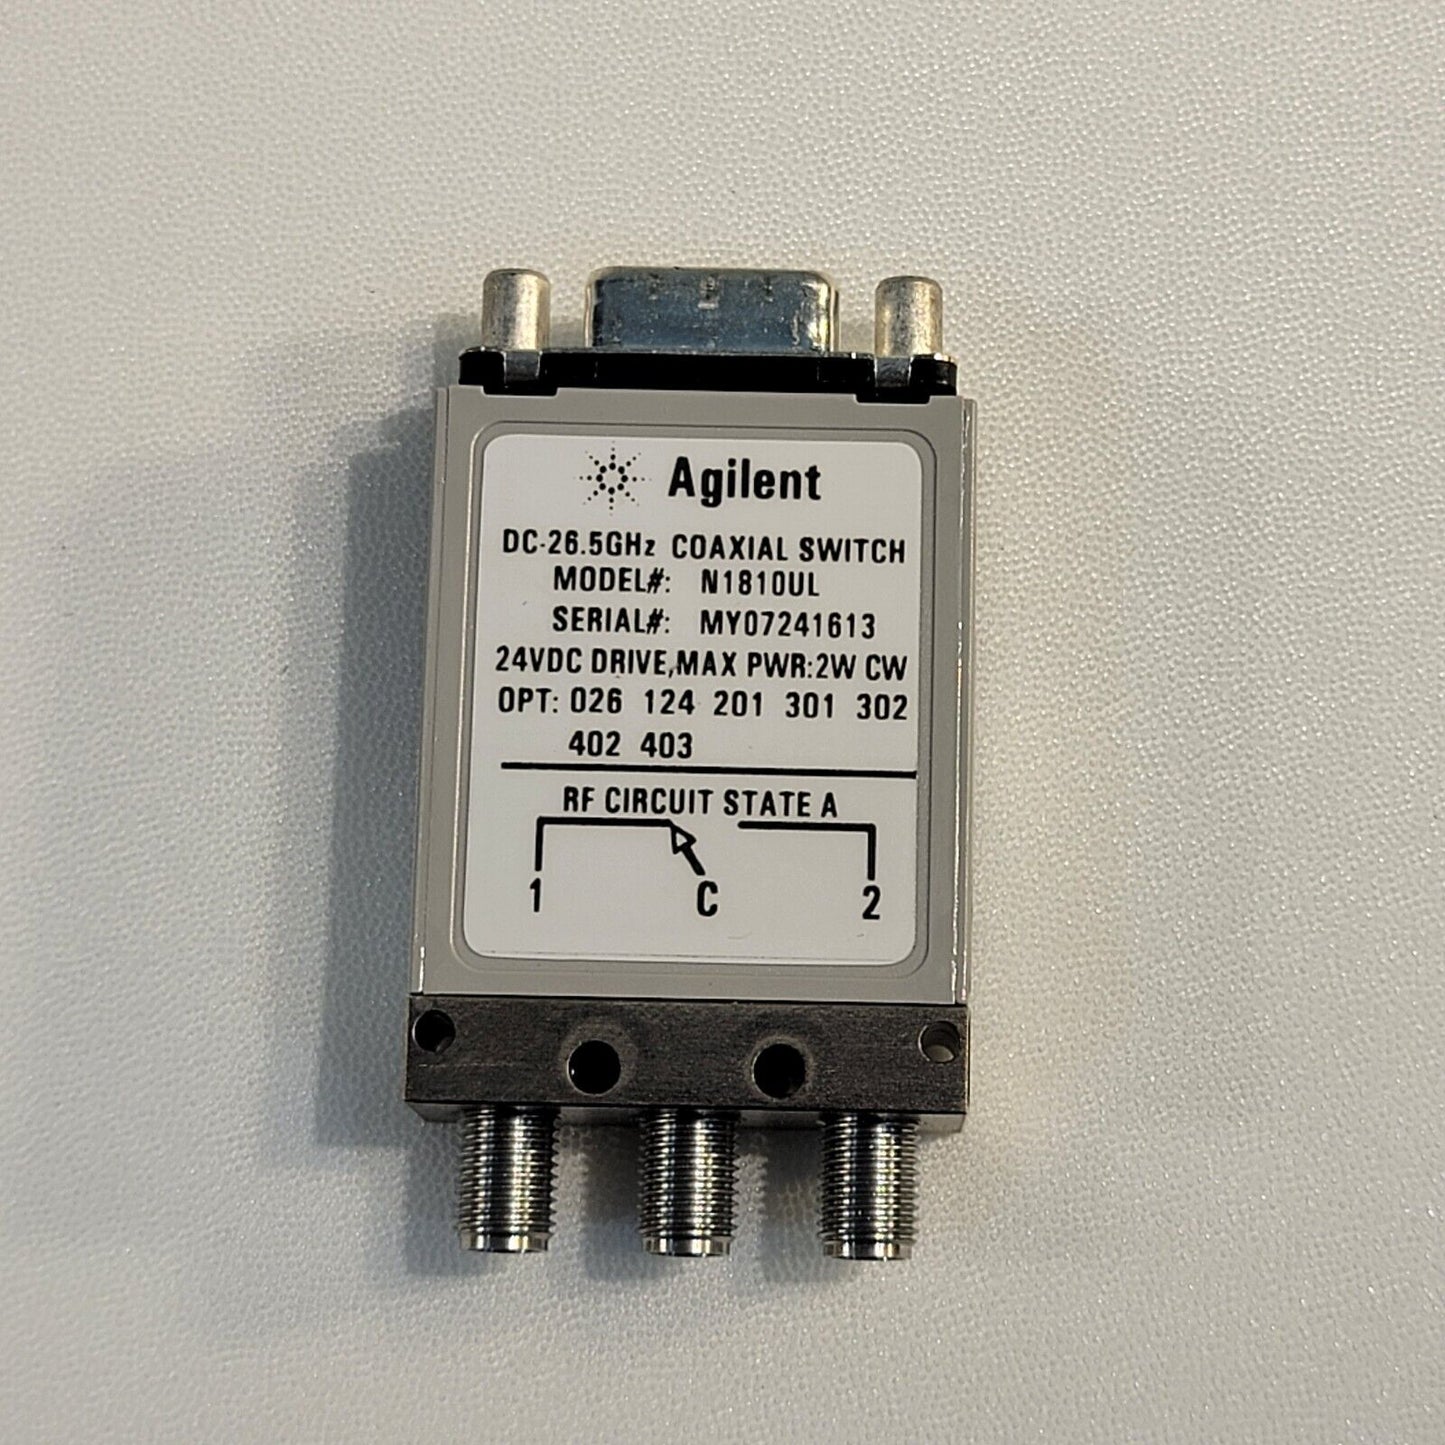 Agilent
DC-26.5GHz COAXIAL SWITCH
MODEL#: N1810UL
SERIAL#: MY07241613
24VDC DRIVE,MAX PWR:2W CW
OPT: 026 124 201 301 302
402 403
RF CIRCUIT STATE A
1 C 2